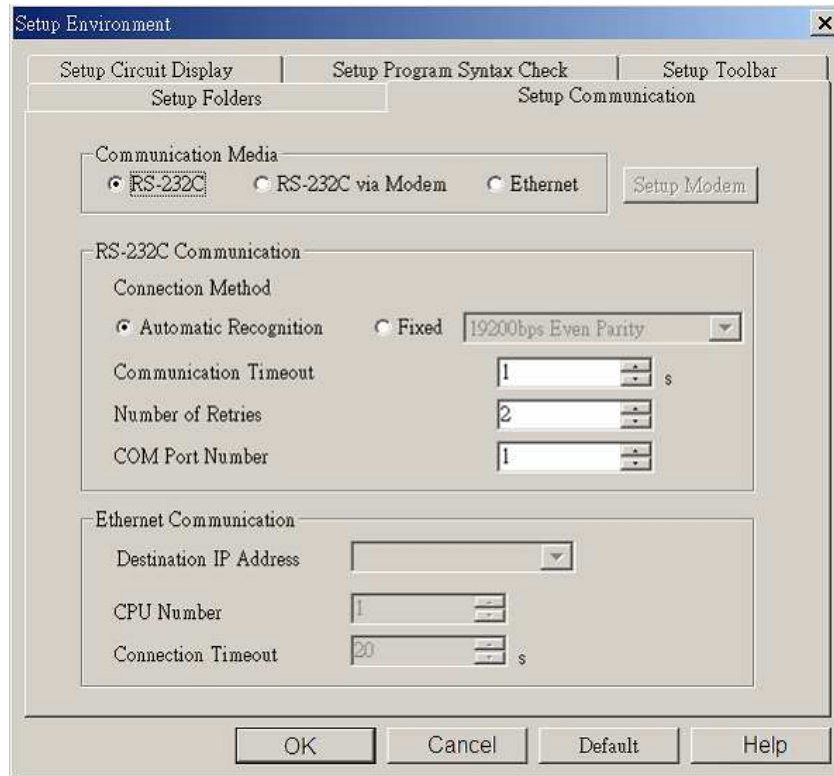 Setup Environment
Setup Circuit Display Setup Program Syntax Check Setup Toolbar
Setup Folders Setup Communication
Communication Media
RS-232C RS-232C via Modem Ethernet Setup Modem
RS-232C Communication
Connection Method
Automatic Recognition Fixed 19200bps Even Parity
Communication Timeout 1 s
Number of Retries 2
COM Port Number 1
Ethernet Communication
Destination IP Address
CPU Number 1
Connection Timeout 20 s
OK Cancel Default Help